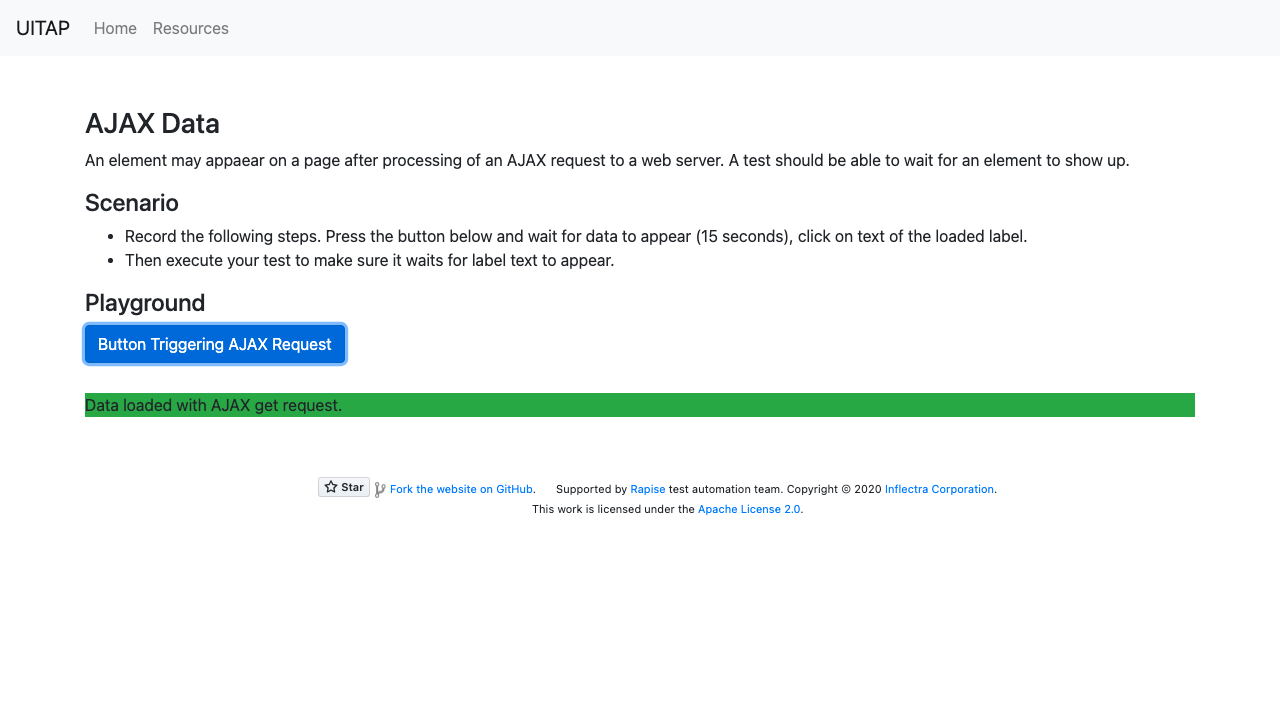 UITAP Home Resources
AJAX Data
An element may appaear on a page after processing of an AJAX request to a web server. A test should be able to wait for an element to show up.
Scenario
Record the following steps. Press the button below and wait for data to appear (15 seconds), click on text of the loaded label.
Then execute your test to make sure it waits for label text to appear.
Playground
Button Triggering AJAX Request
Data loaded with AJAX get request.
Star Fork the website on GitHub. Supported by Rapise test automation team. Copyright © 2020 Inflectra Corporation.
This work is licensed under the Apache License 2.0.